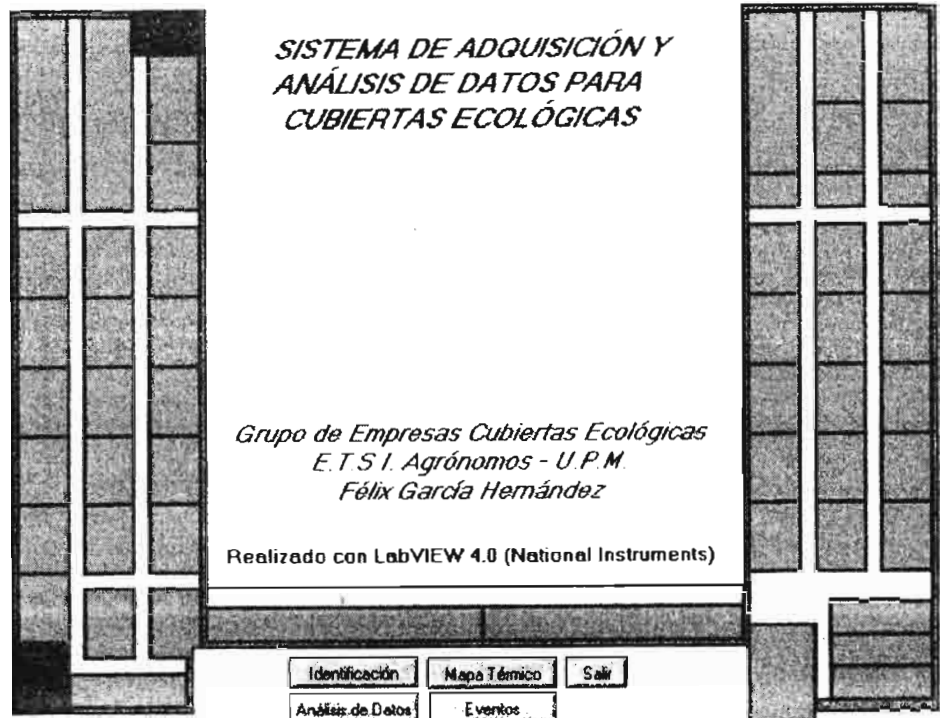 SISTEMA DE ADQUISICIÓN Y
ANÁLISIS DE DATOS PARA
CUBIERTAS ECOLÓGICAS
Grupo de Empresas Cubiertas Ecológicas
E.T.S.I. Agrónomos - U.P.M.
Félix García Hernández
Realizado con LabVIEW 4.0 (National Instruments)
Identificación Mapa Térmico Salir
Análisis de Datos Eventos